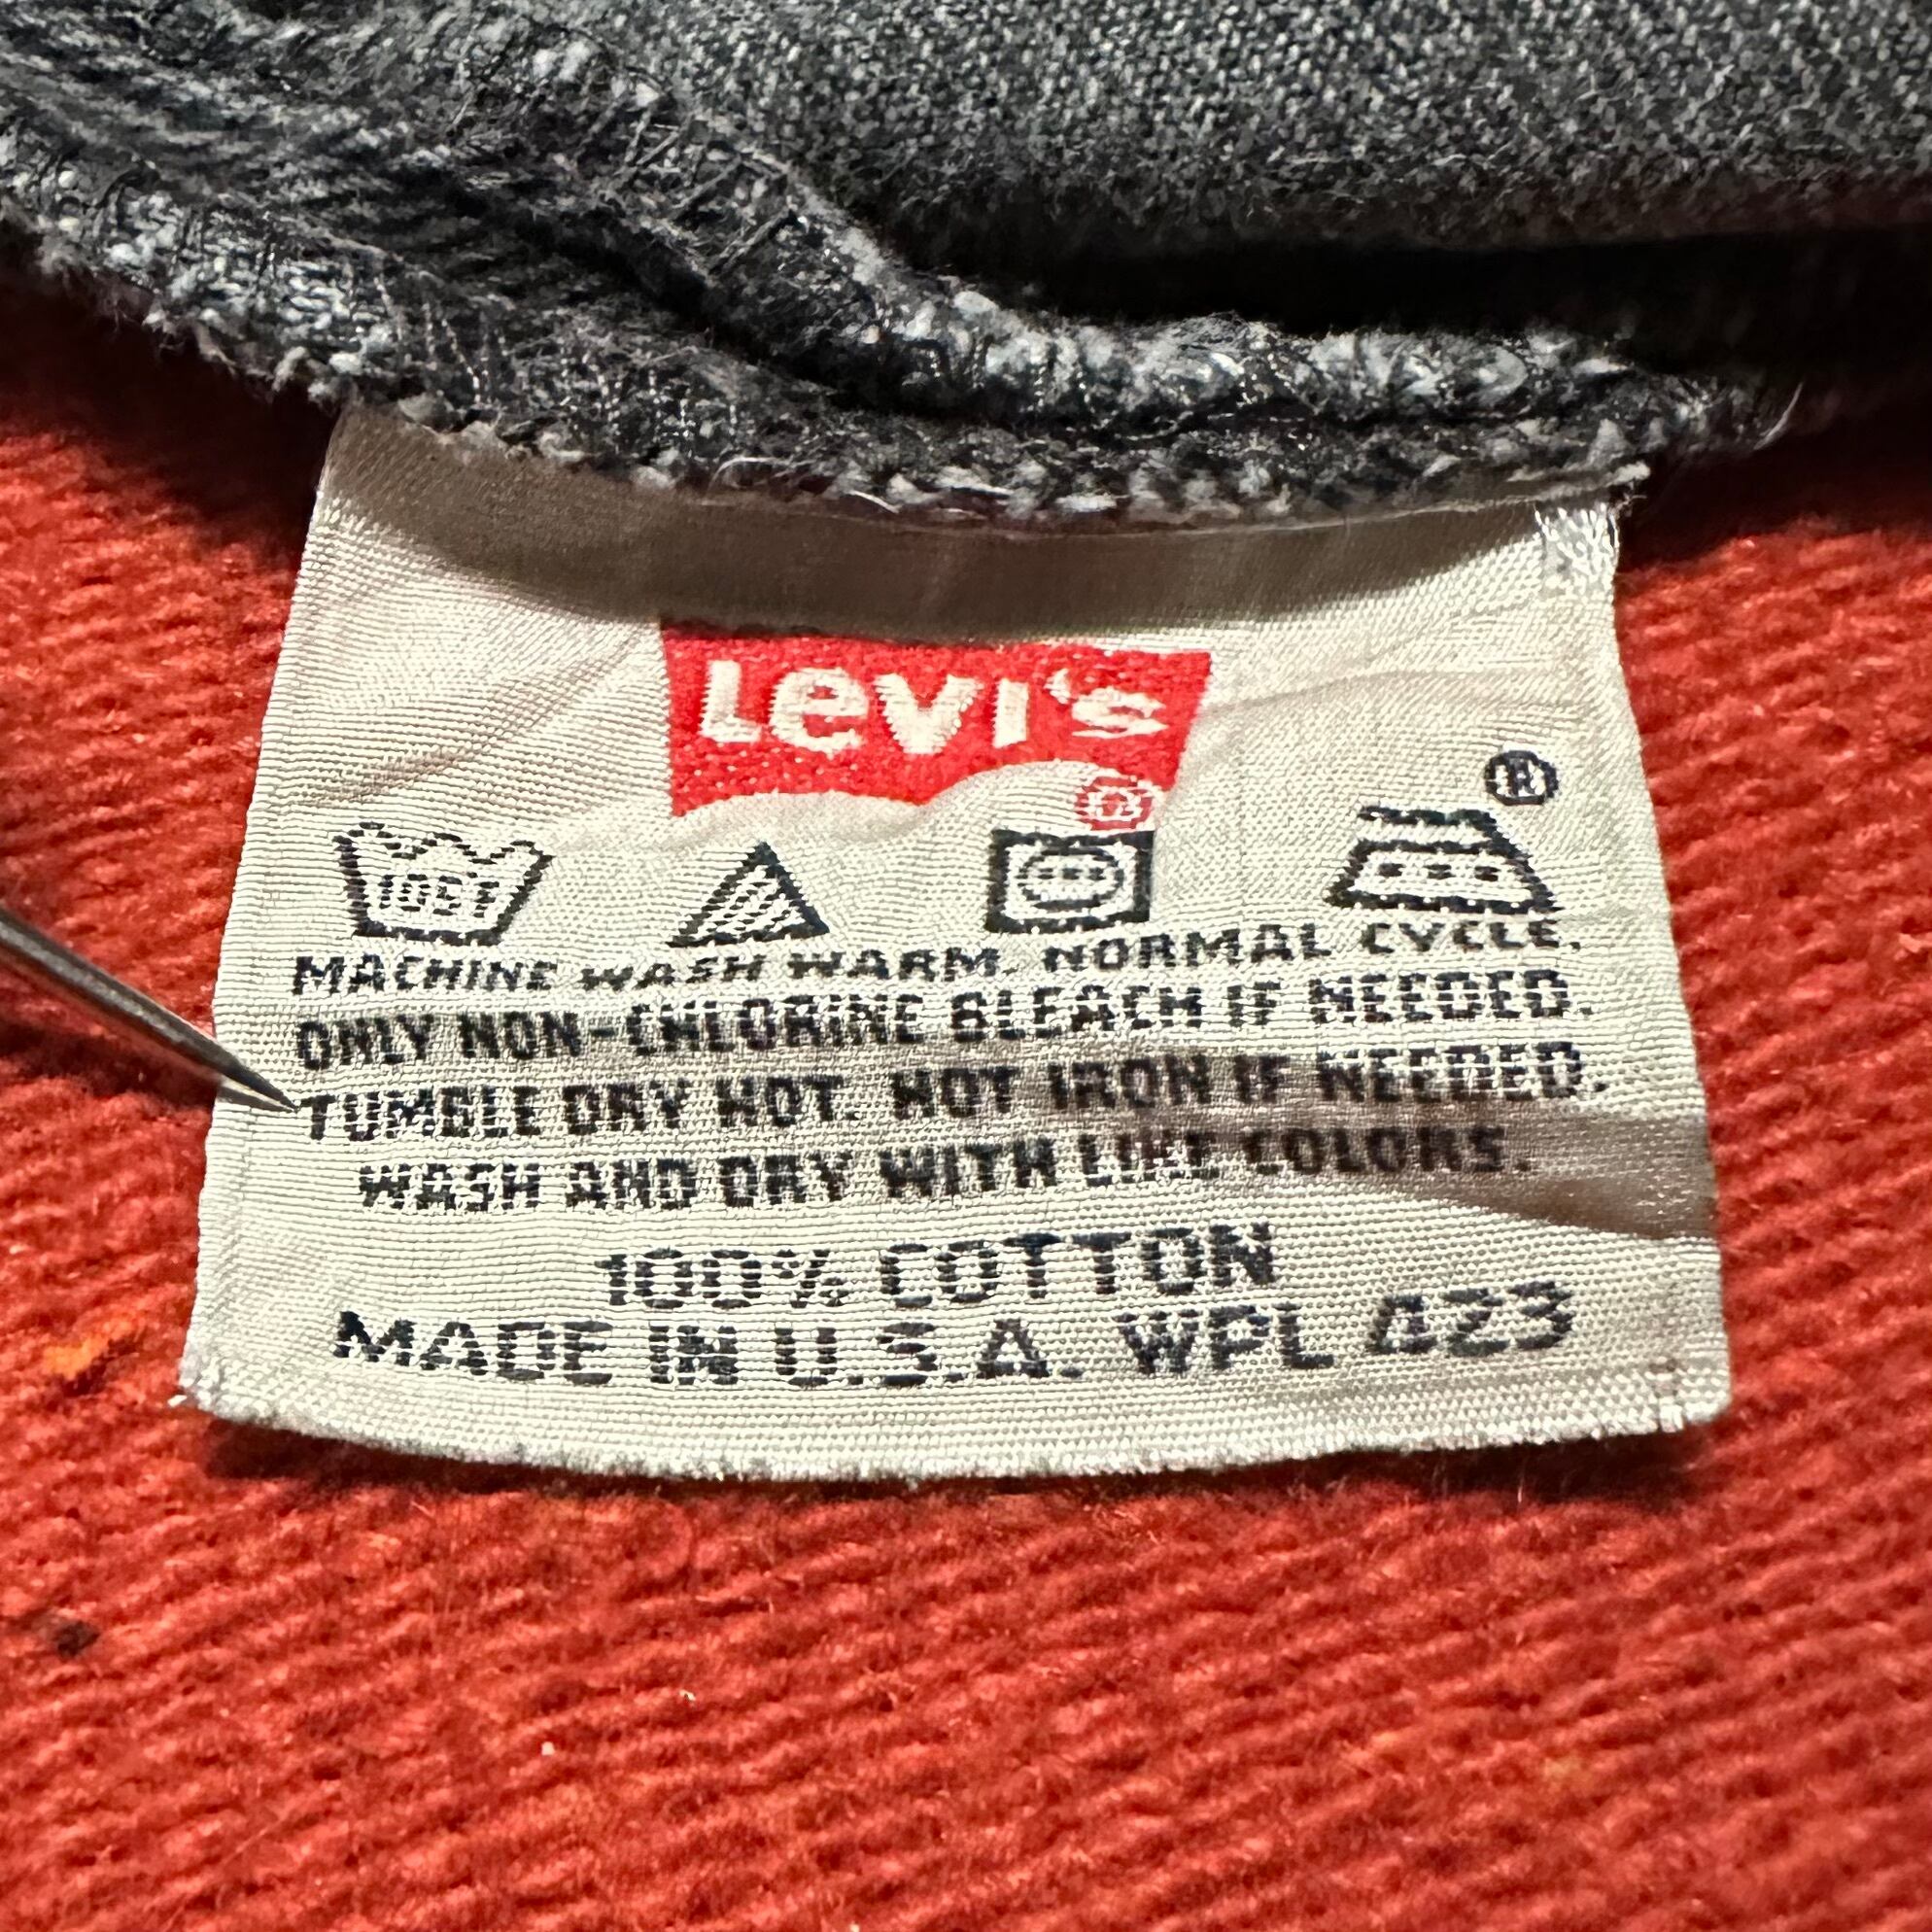 Levi's
®
®
105F
MACHINE WASH WARM. NORMAL CYCLE.
ONLY NON-CHLORINE BLEACH IF NEEDED.
TUMBLE DRY HOT. HOT IRON IF NEEDED.
WASH AND DRY WITH LIKE COLORS.
100% COTTON
MADE IN U.S.A. WPL 423